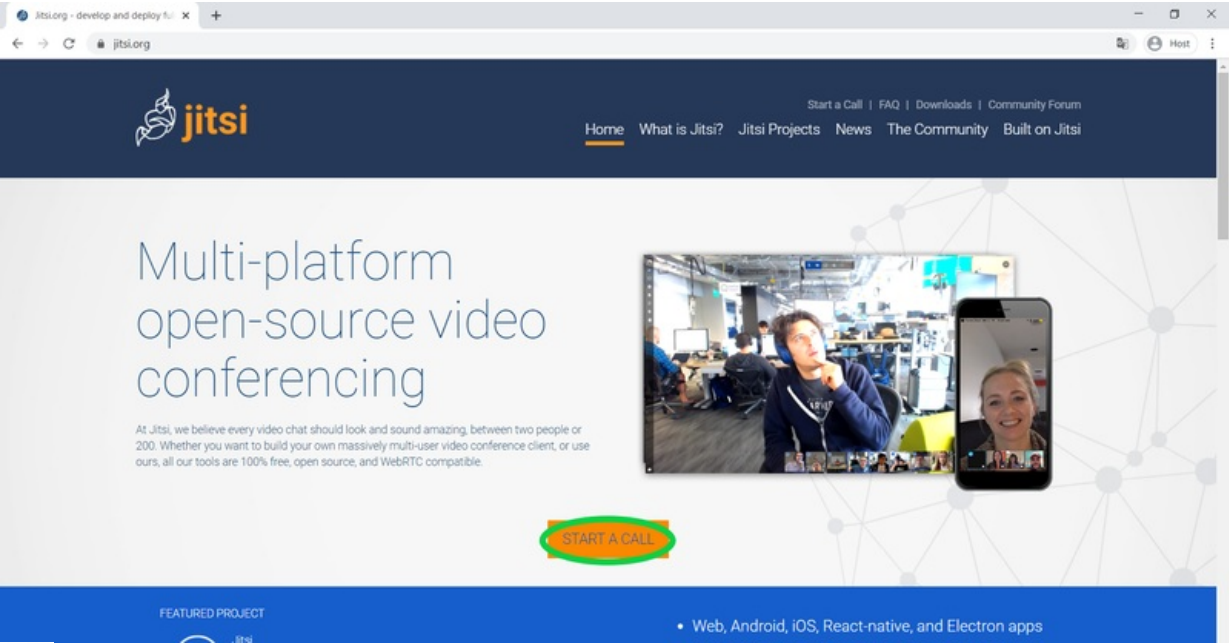 Jitsi.org - develop and deploy ful
jitsi.org
Host
jitsi
Start a Call | FAQ | Downloads | Community Forum
Home What is Jitsi? Jitsi Projects News The Community Built on Jitsi
Multi-platform
open-source video
conferencing
At Jitsi, we believe every video chat should look and sound amazing, between two people or
200. Whether you want to build your own massively multi-user video conference client, or use
ours, all our tools are 100% free, open source, and WebRTC compatible.
START A CALL
FEATURED PROJECT
Jitsi
• Web, Android, iOS, React-native, and Electron apps